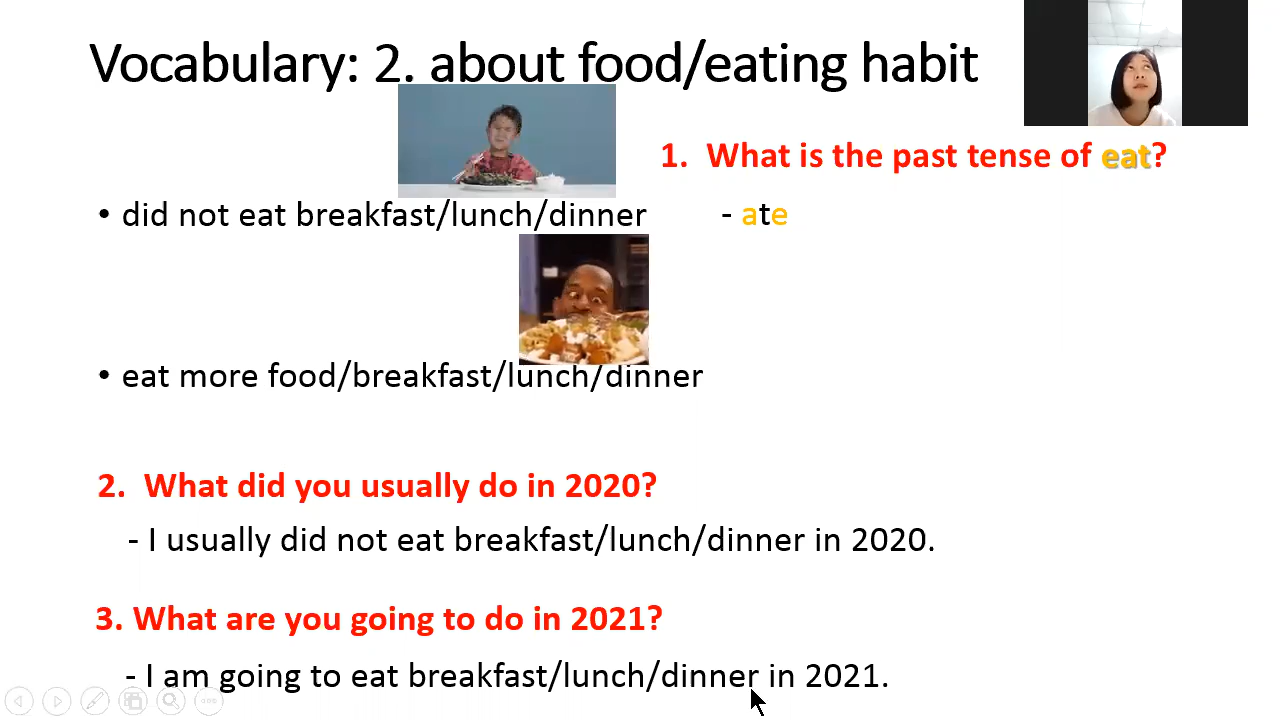 Vocabulary: 2. about food/eating habit
1. What is the past tense of eat?
• did not eat breakfast/lunch/dinner
- ate
• eat more food/breakfast/lunch/dinner
2. What did you usually do in 2020?
- I usually did not eat breakfast/lunch/dinner in 2020.
3. What are you going to do in 2021?
- I am going to eat breakfast/lunch/dinner in 2021.